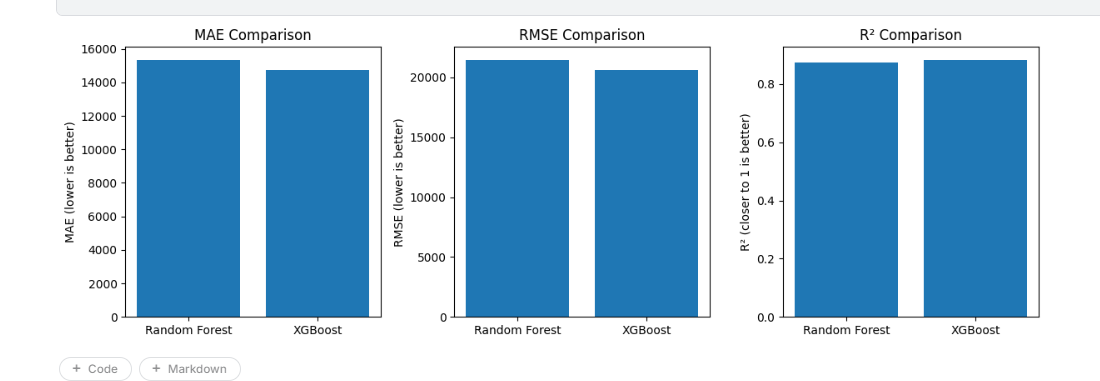 MAE Comparison
MAE (lower is better)
16000
14000
12000
10000
8000
6000
4000
2000
0
Random Forest
XGBoost
RMSE Comparison
RMSE (lower is better)
20000
15000
10000
5000
0
Random Forest
XGBoost
R² Comparison
R² (closer to 1 is better)
0.8
0.6
0.4
0.2
0.0
Random Forest
XGBoost
+ Code
+ Markdown